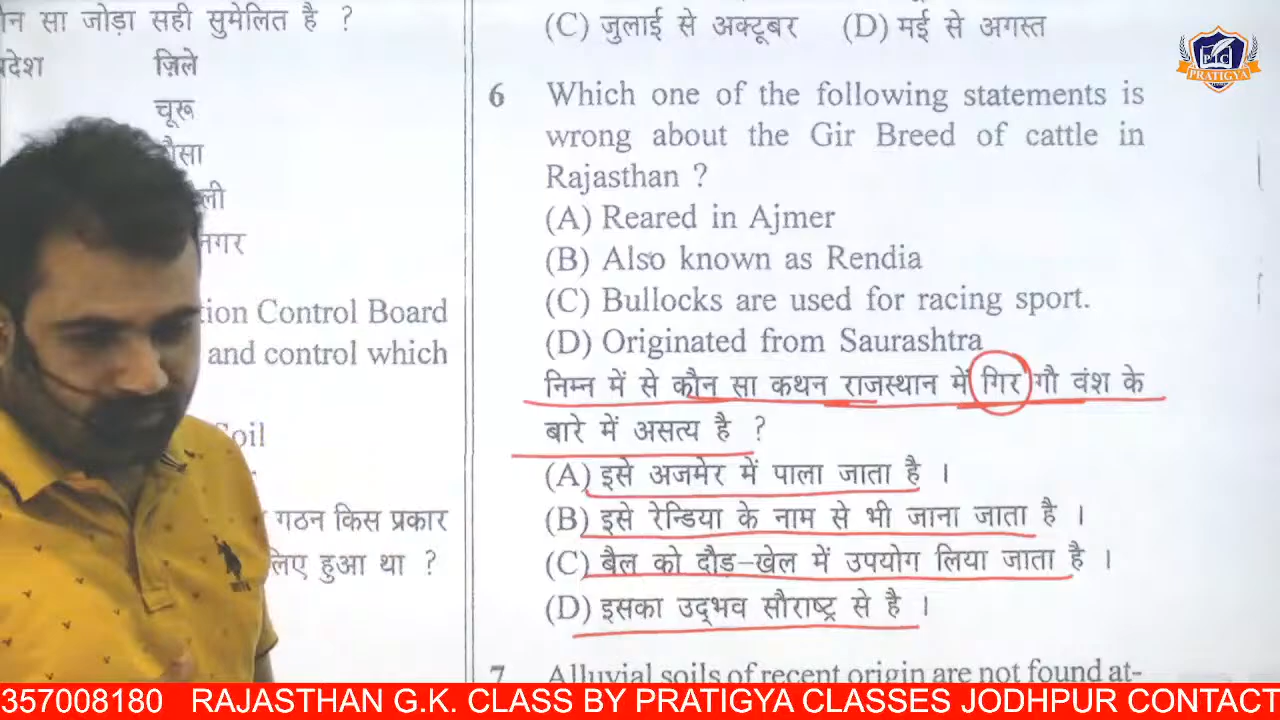 सा जोड़ा सही सुमेलित है ?
ज़िले
चूरू
tion Control Board
and control which
Soil
गठन किस प्रकार
लिए हुआ था ?
(C) जुलाई से अक्टूबर (D) मई से अगस्त
6 Which one of the following statements is
wrong about the Gir Breed of cattle in
Rajasthan ?
(A) Reared in Ajmer
(B) Also known as Rendia
(C) Bullocks are used for racing sport.
(D) Originated from Saurashtra
निम्न में से कौन सा कथन राजस्थान में गिर गौ वंश के
बारे में असत्य है ?
(A) इसे अजमेर में पाला जाता है ।
(B) इसे रेन्डिया के नाम से भी जाना जाता है ।
(C) बैल को दौड़-खेल में उपयोग लिया जाता है ।
(D) इसका उद्‌भव सौराष्ट्र से है ।
7 Alluvial soils of recent origin are not found at-
PTC
PRATIGYA
357008180 RAJASTHAN G.K. CLASS BY PRATIGYA CLASSES JODHPUR CONTACT